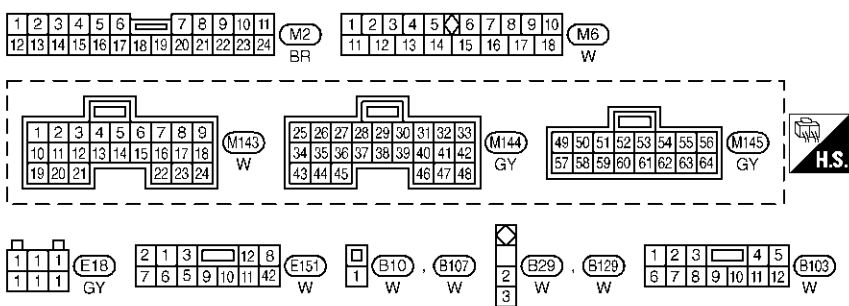 1 2 3 4 5 6 7 8 9 10 11
12 13 14 15 16 17 18 19 20 21 22 23 24
M2
BR
1 2 3 4 5 6 7 8 9 10
11 12 13 14 15 16 17 18
M6
W
1 2 3 4 5 6 7 8 9
10 11 12 13 14 15 16 17 18
19 20 21 22 23 24
M143
W
25 26 27 28 29 30 31 32 33
34 35 36 37 38 39 40 41 42
43 44 45 46 47 48
M144
GY
49 50 51 52 53 54 55 56
57 58 59 60 61 62 63 64
M145
GY
H.S.
1 1 1
1 1 1
E18
GY
2 1 3 12 8
7 6 5 9 10 11 42
E151
W
1
B10 , B107
W W
2
3
B29 , B129
W W
1 2 3 4 5
6 7 8 9 10 11 12
B103
W